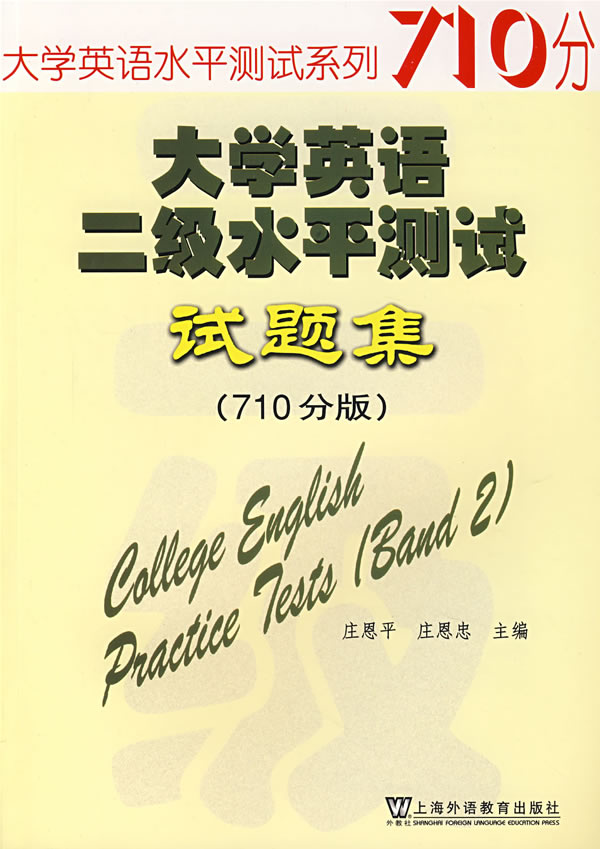 大学英语水平测试系列 710分
大学英语
二级水平测试
试题集
（710分版）
College English
Practice Tests (Band 2)
庄恩平 庄恩忠 主编
W 上海外语教育出版社
外教社 SHANGHAI FOREIGN LANGUAGE EDUCATION PRESS
二级